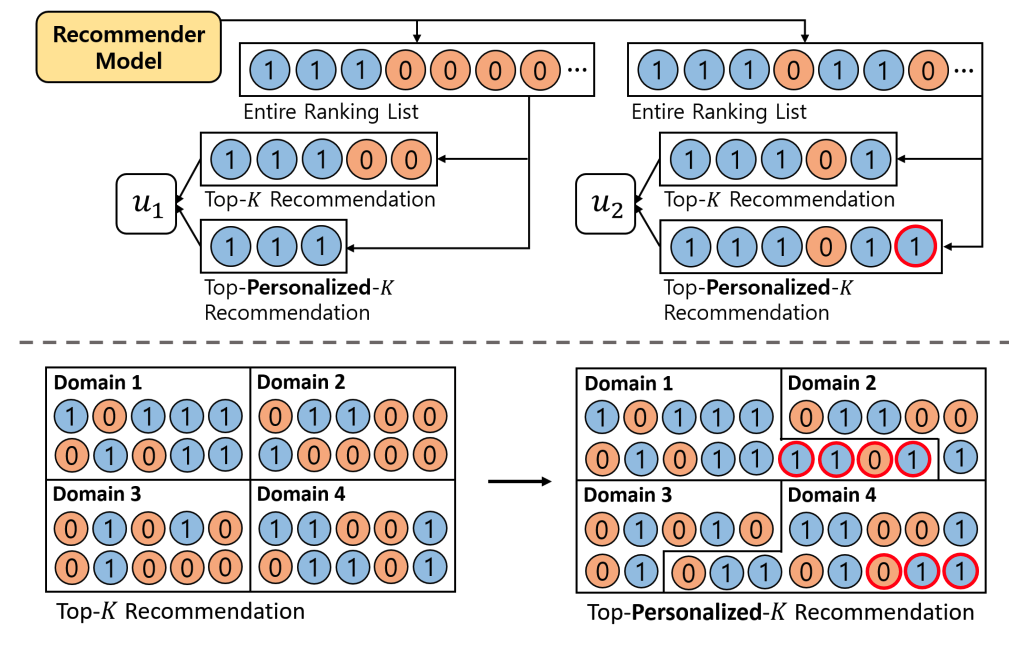 Recommender
Model
1 1 1 0 0 0 0 ...
Entire Ranking List
1 1 1 0 1 1 0 ...
Entire Ranking List
1 1 1 0 0
Top-K Recommendation
u1
1 1 1
Top-Personalized-K
Recommendation
1 1 1 0 1
Top-K Recommendation
u2
1 1 1 0 1 1
Top-Personalized-K
Recommendation
Domain 1
1 0 1 1 1
0 1 0 1 1
Domain 2
0 1 1 0 0
1 0 0 0 0
Domain 3
0 1 0 1 0
0 1 0 0 0
Domain 4
1 1 0 0 1
0 1 1 0 1
Top-K Recommendation
Domain 1
1 0 1 1 1
0 1 0 1 1 1 1 0 1
Domain 2
0 1 1 0 0
1
Domain 3
0 1 0 1 0
0 1
Domain 4
1 1 0 0 1
0 1 1 0 1 0 1 1
Top-Personalized-K Recommendation